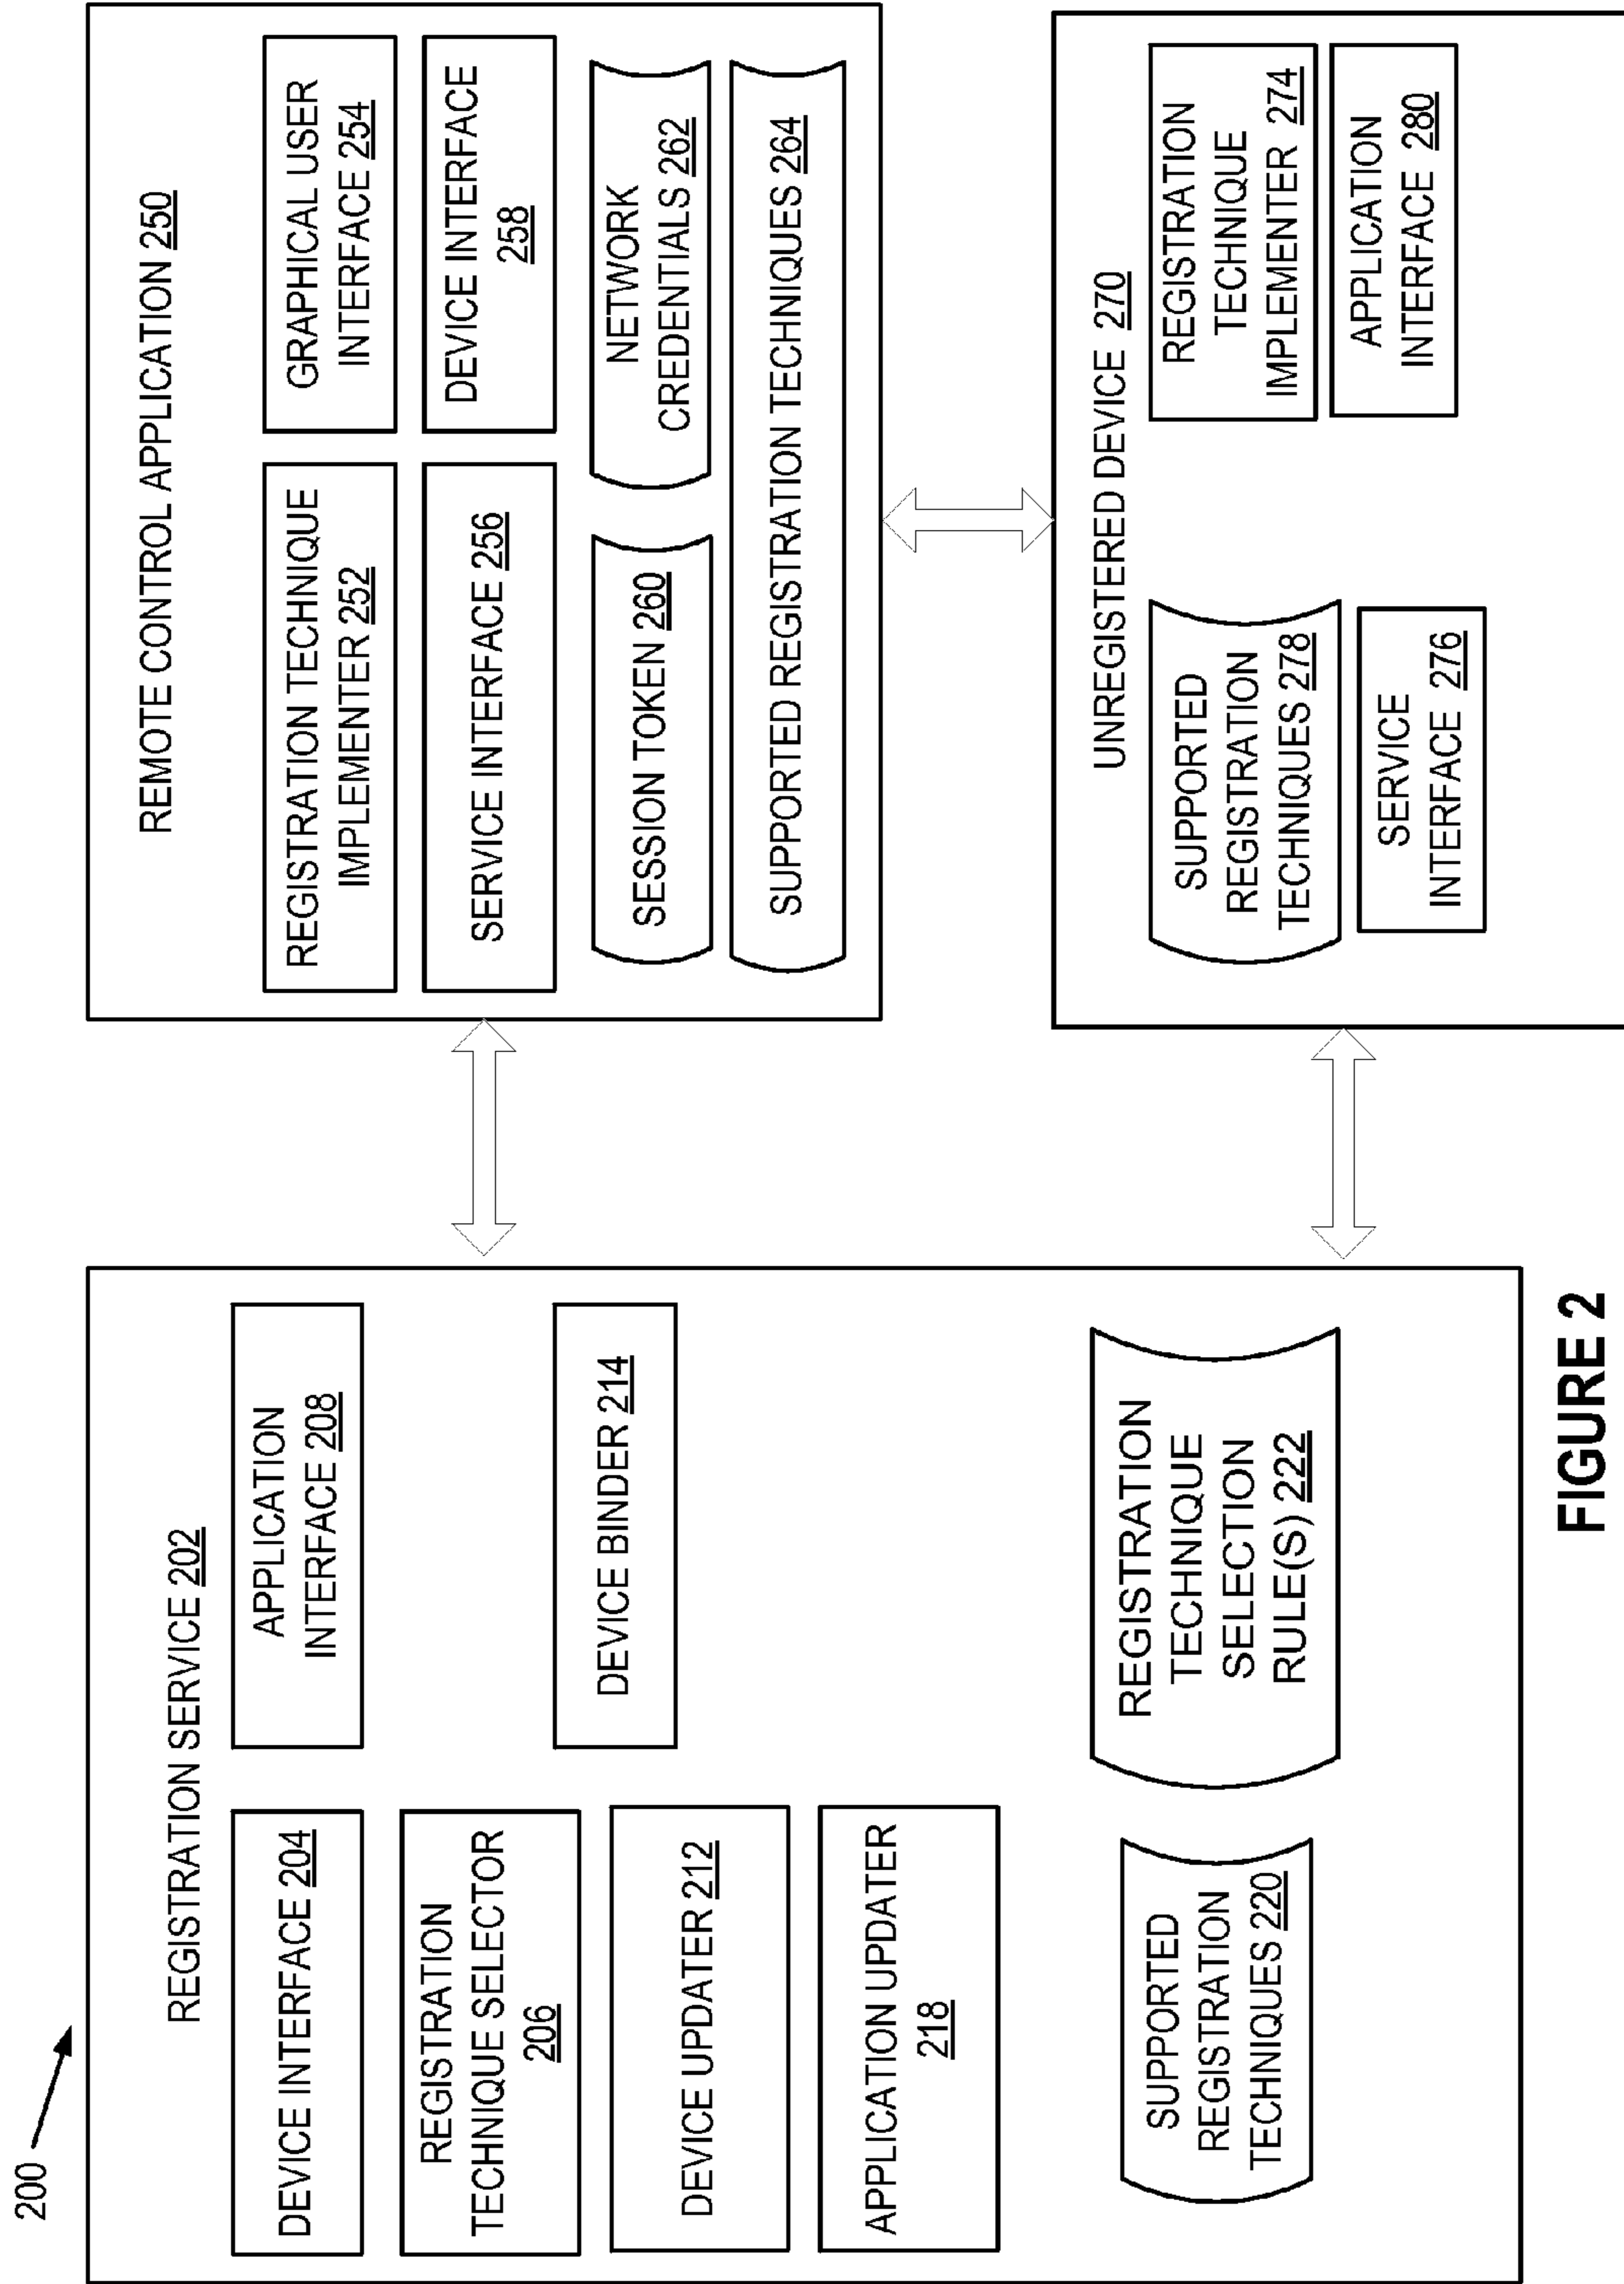 200
REGISTRATION SERVICE 202
DEVICE INTERFACE 204
APPLICATION
INTERFACE 208
REGISTRATION
TECHNIQUE SELECTOR
206
DEVICE BINDER 214
DEVICE UPDATER 212
APPLICATION UPDATER
218
SUPPORTED
REGISTRATION
TECHNIQUES 220
REGISTRATION
TECHNIQUE
SELECTION
RULE(S) 222
REMOTE CONTROL APPLICATION 250
REGISTRATION TECHNIQUE
IMPLEMENTER 252
GRAPHICAL USER
INTERFACE 254
SERVICE INTERFACE 256
DEVICE INTERFACE
258
SESSION TOKEN 260
NETWORK
CREDENTIALS 262
SUPPORTED REGISTRATION TECHNIQUES 264
UNREGISTERED DEVICE 270
SUPPORTED
REGISTRATION
TECHNIQUES 278
REGISTRATION
TECHNIQUE
IMPLEMENTER 274
SERVICE
INTERFACE 276
APPLICATION
INTERFACE 280
FIGURE 2